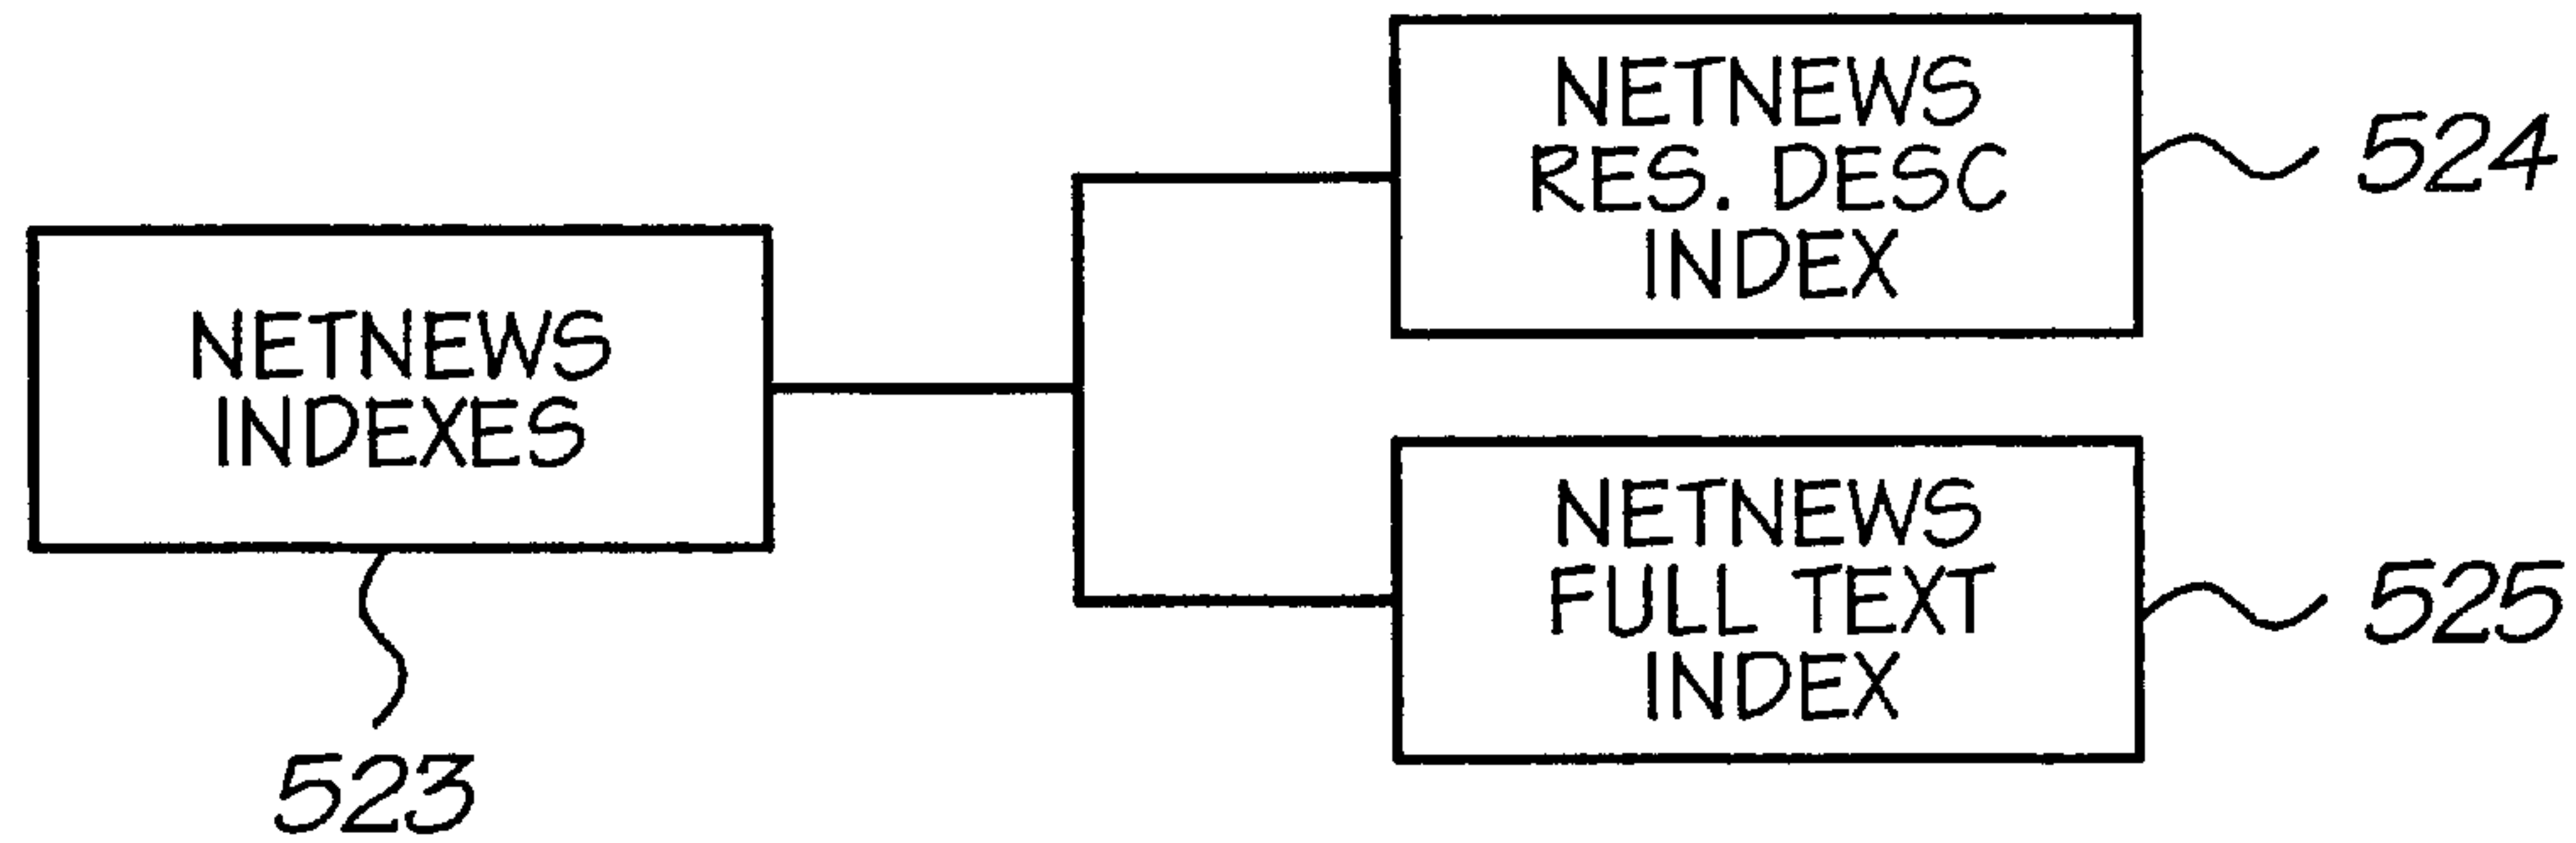 NETNEWS
INDEXES
523
NETNEWS
RES. DESC
INDEX
524
NETNEWS
FULL TEXT
INDEX
525